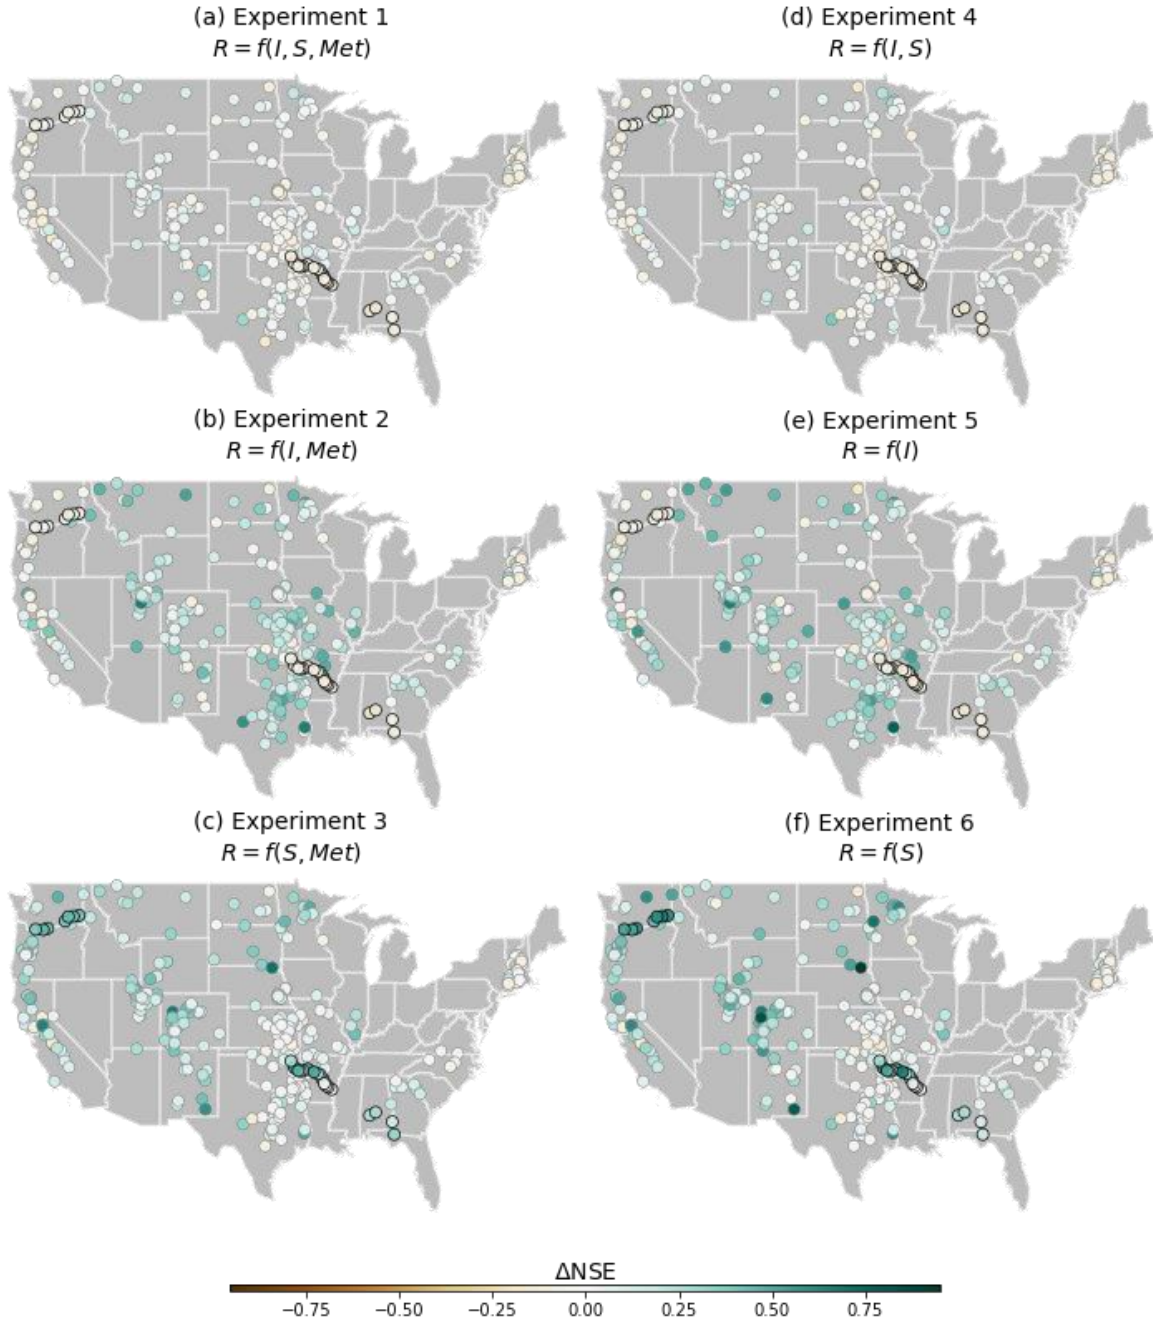 (a) Experiment 1
R = f(I, S, Met)
(d) Experiment 4
R = f(I, S)
(b) Experiment 2
R = f(I, Met)
(e) Experiment 5
R = f(I)
(c) Experiment 3
R = f(S, Met)
(f) Experiment 6
R = f(S)
ΔNSE
−0.75 −0.50 −0.25 0.00 0.25 0.50 0.75